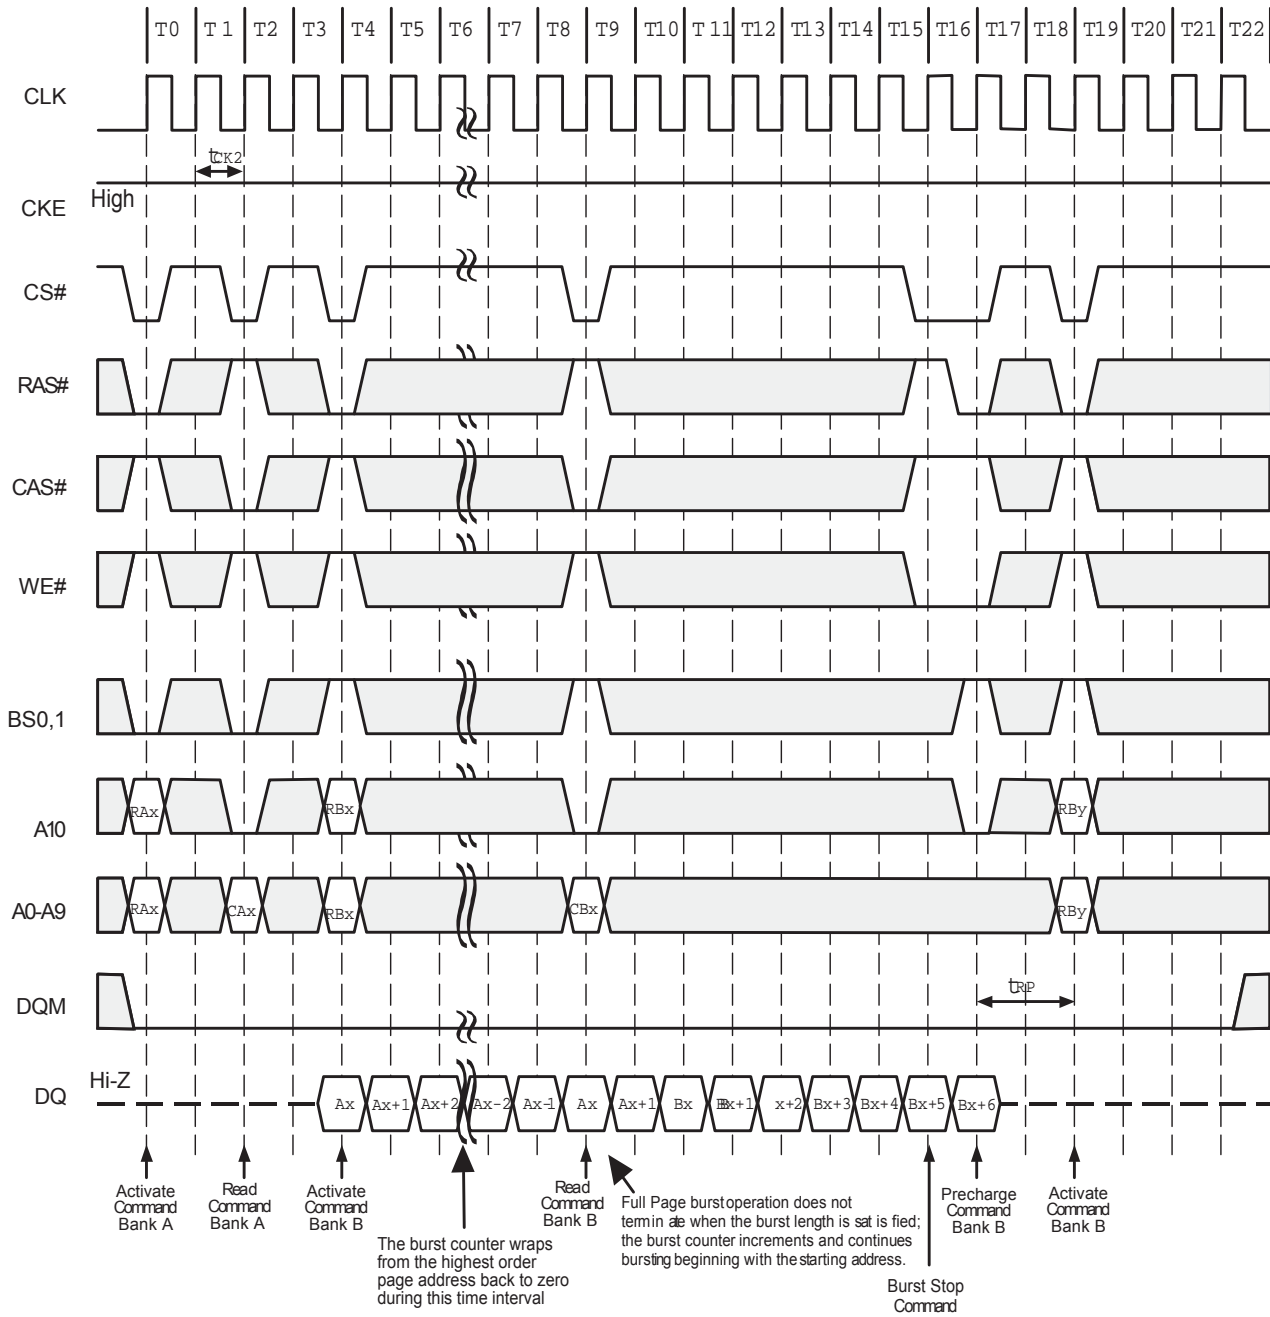 T0 T 1 T2 T3 T4 T5 T6 T7 T8 T9 T10 T 11 T12 T13 T14 T15 T16 T17 T18 T19 T20 T21 T22
CLK
tCK2
High
CKE
CS#
RAS#
CAS#
WE#
BS0,1
A10
RAx RBx RBy
A0-A9
RAx CAx RBx CBx RBy
DQM
tRP
Hi-Z
DQ
Ax Ax+1 Ax+2 Ax-2 Ax-1 Ax Ax+1 Bx Bx+1 x+2 Bx+3 Bx+4 Bx+5 Bx+6
Activate
Command
Bank A
Read
Command
Bank A
Activate
Command
Bank B
The burst counter wraps
from the highest order
page address back to zero
during this time interval
Read
Command
Bank B
Full Page burst operation does not
termin ate when the burst length is sat is fied;
the burst counter increments and continues
bursting beginning with the starting address.
Burst Stop
Command
Precharge
Command
Bank B
Activate
Command
Bank B